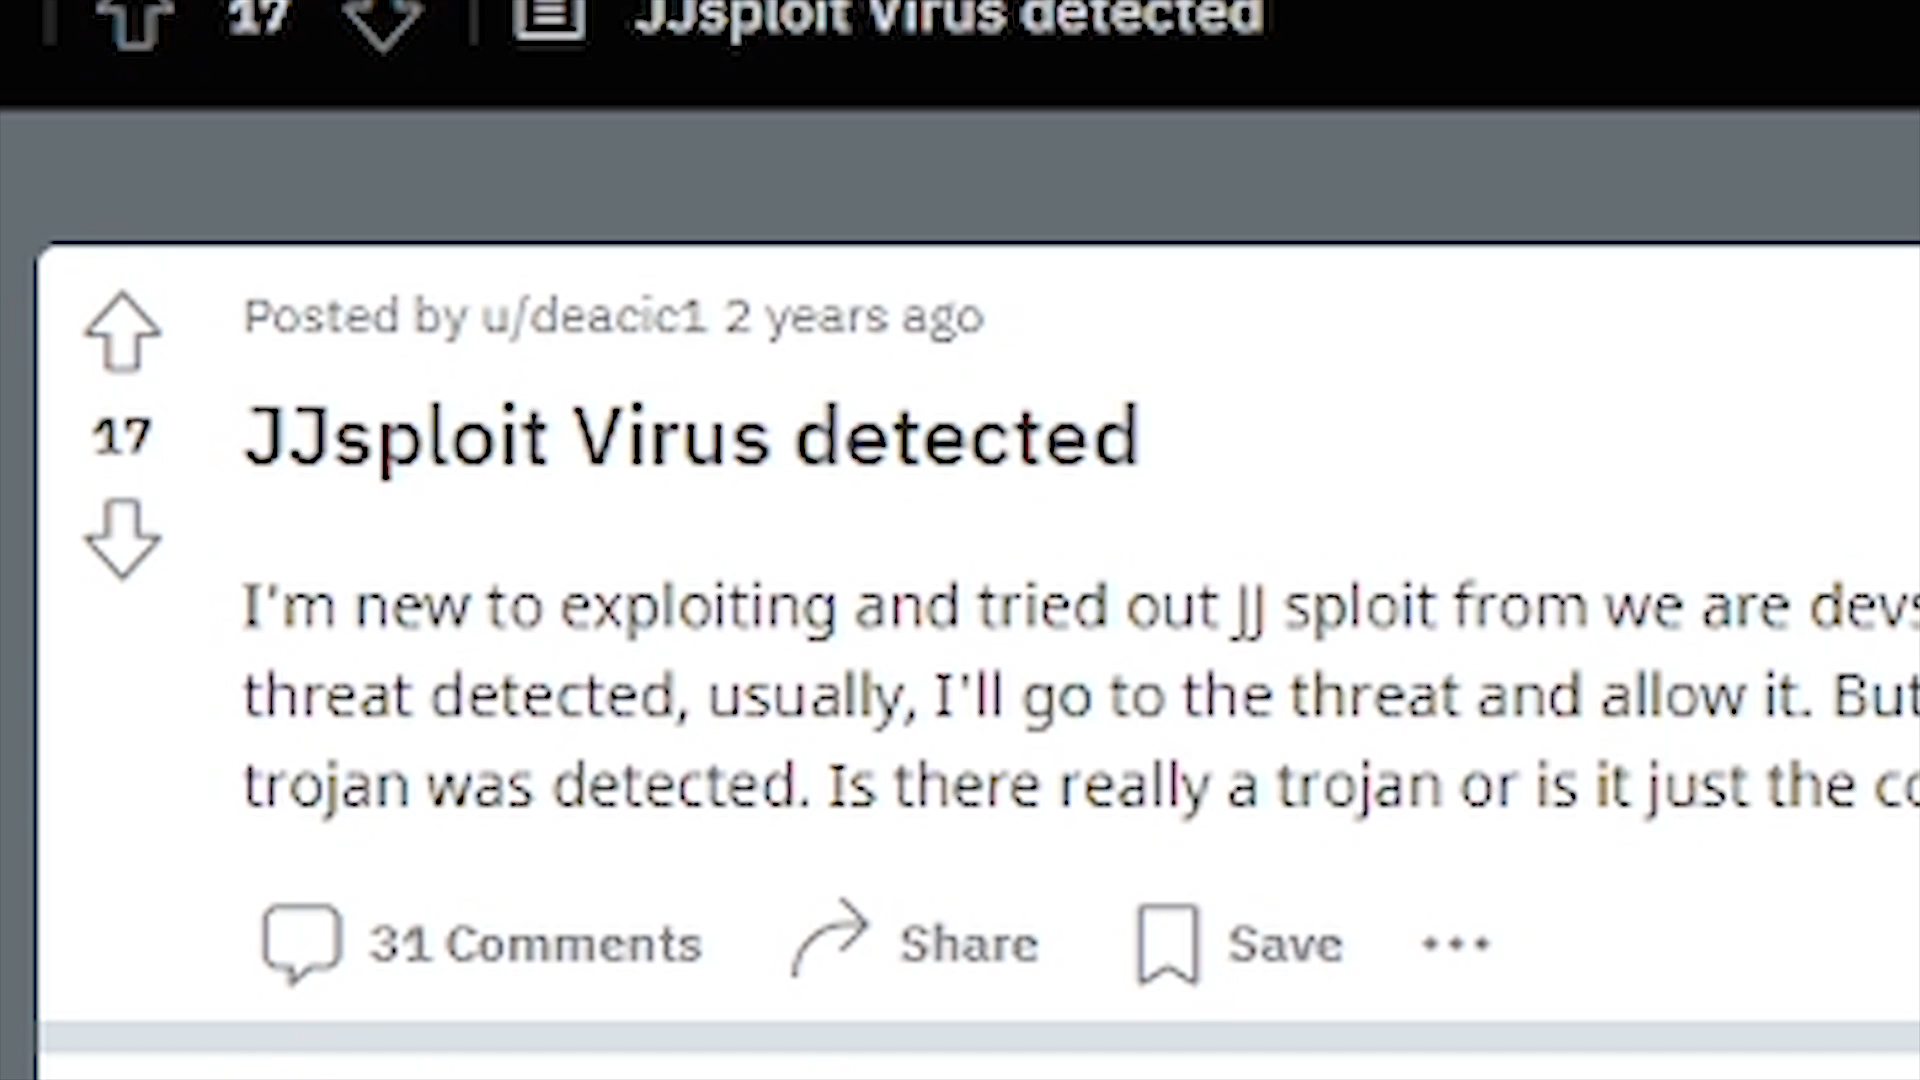 17 JJsploit Virus detected
Posted by u/deacic1 2 years ago
17
JJsploit Virus detected
I'm new to exploiting and tried out JJ sploit from we are devs
threat detected, usually, I'll go to the threat and allow it. But
trojan was detected. Is there really a trojan or is it just the
31 Comments Share Save